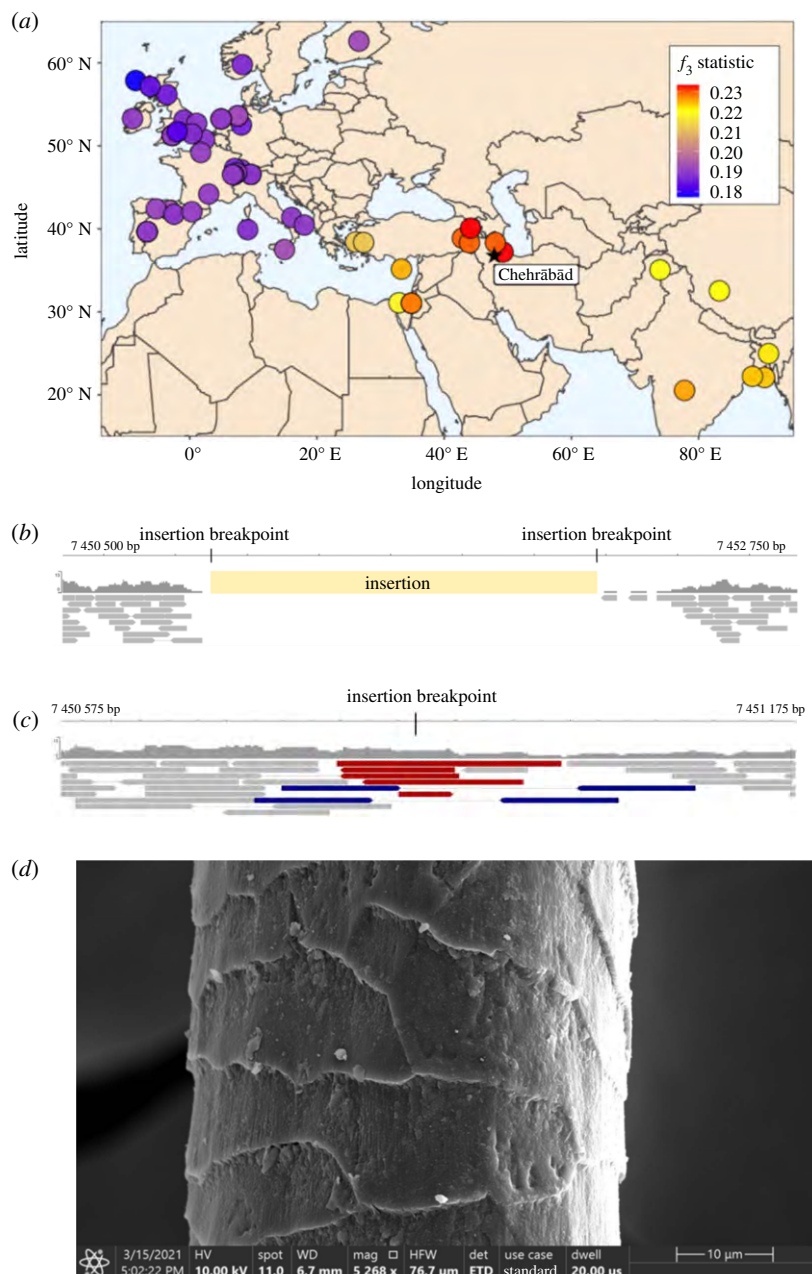 (a)
60° N
50° N
40° N
30° N
20° N
latitude
f3 statistic
0.23
0.22
0.21
0.20
0.19
0.18
Chehrābād
0°
20° E
40° E
60° E
80° E
longitude
(b)
insertion breakpoint
insertion breakpoint
7 450 500 bp
7 452 750 bp
insertion
(c)
insertion breakpoint
7 450 575 bp
7 451 175 bp
(d)
3/15/2021 HV spot WD mag HFW det use case dwell
10 µm
5:02:22 PM 10.00 kV 11.0 6.7 mm 5 268 x 76.7 µm ETD standard 20.00 µs